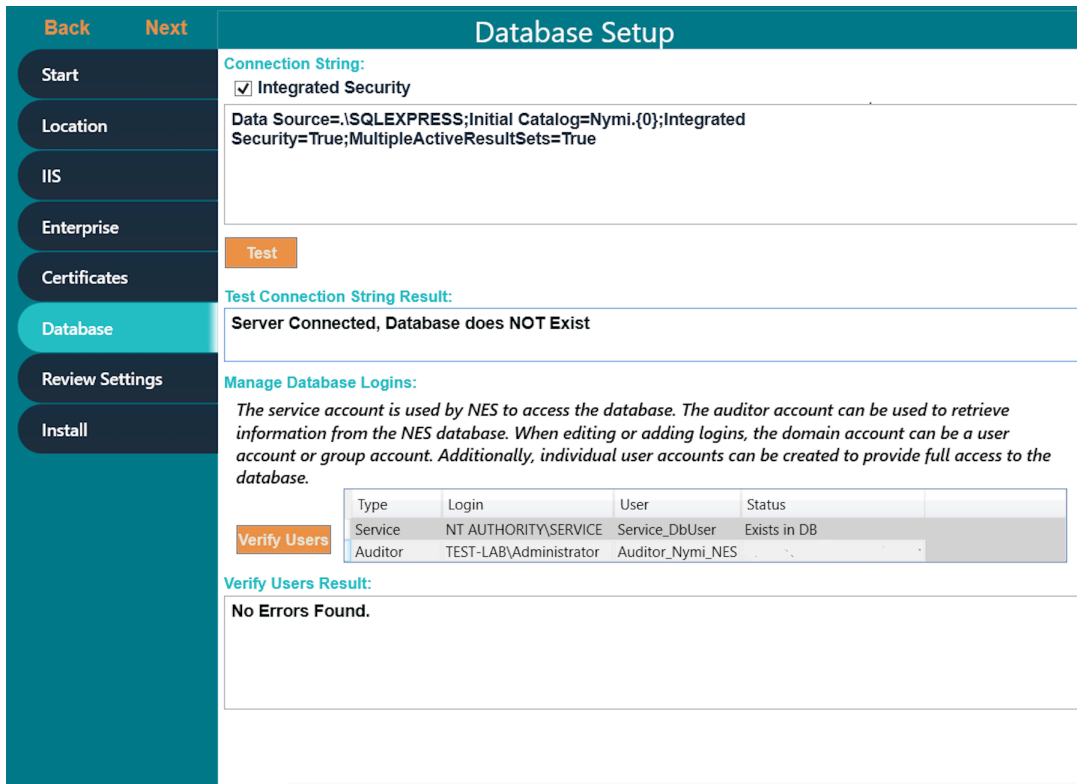 Back Next
Database Setup
Start
Location
IIS
Enterprise
Certificates
Database
Review Settings
Install
Connection String:
Integrated Security
Data Source=.\SQLEXPRESS;Initial Catalog=Nymi.{0};Integrated
Security=True;MultipleActiveResultSets=True
Test
Test Connection String Result:
Server Connected, Database does NOT Exist
Manage Database Logins:
The service account is used by NES to access the database. The auditor account can be used to retrieve
information from the NES database. When editing or adding logins, the domain account can be a user
account or group account. Additionally, individual user accounts can be created to provide full access to the
database.
Verify Users
Type Login User Status
Service NT AUTHORITY\SERVICE Service_DbUser Exists in DB
Auditor TEST-LAB\Administrator Auditor_Nymi_NES
Verify Users Result:
No Errors Found.